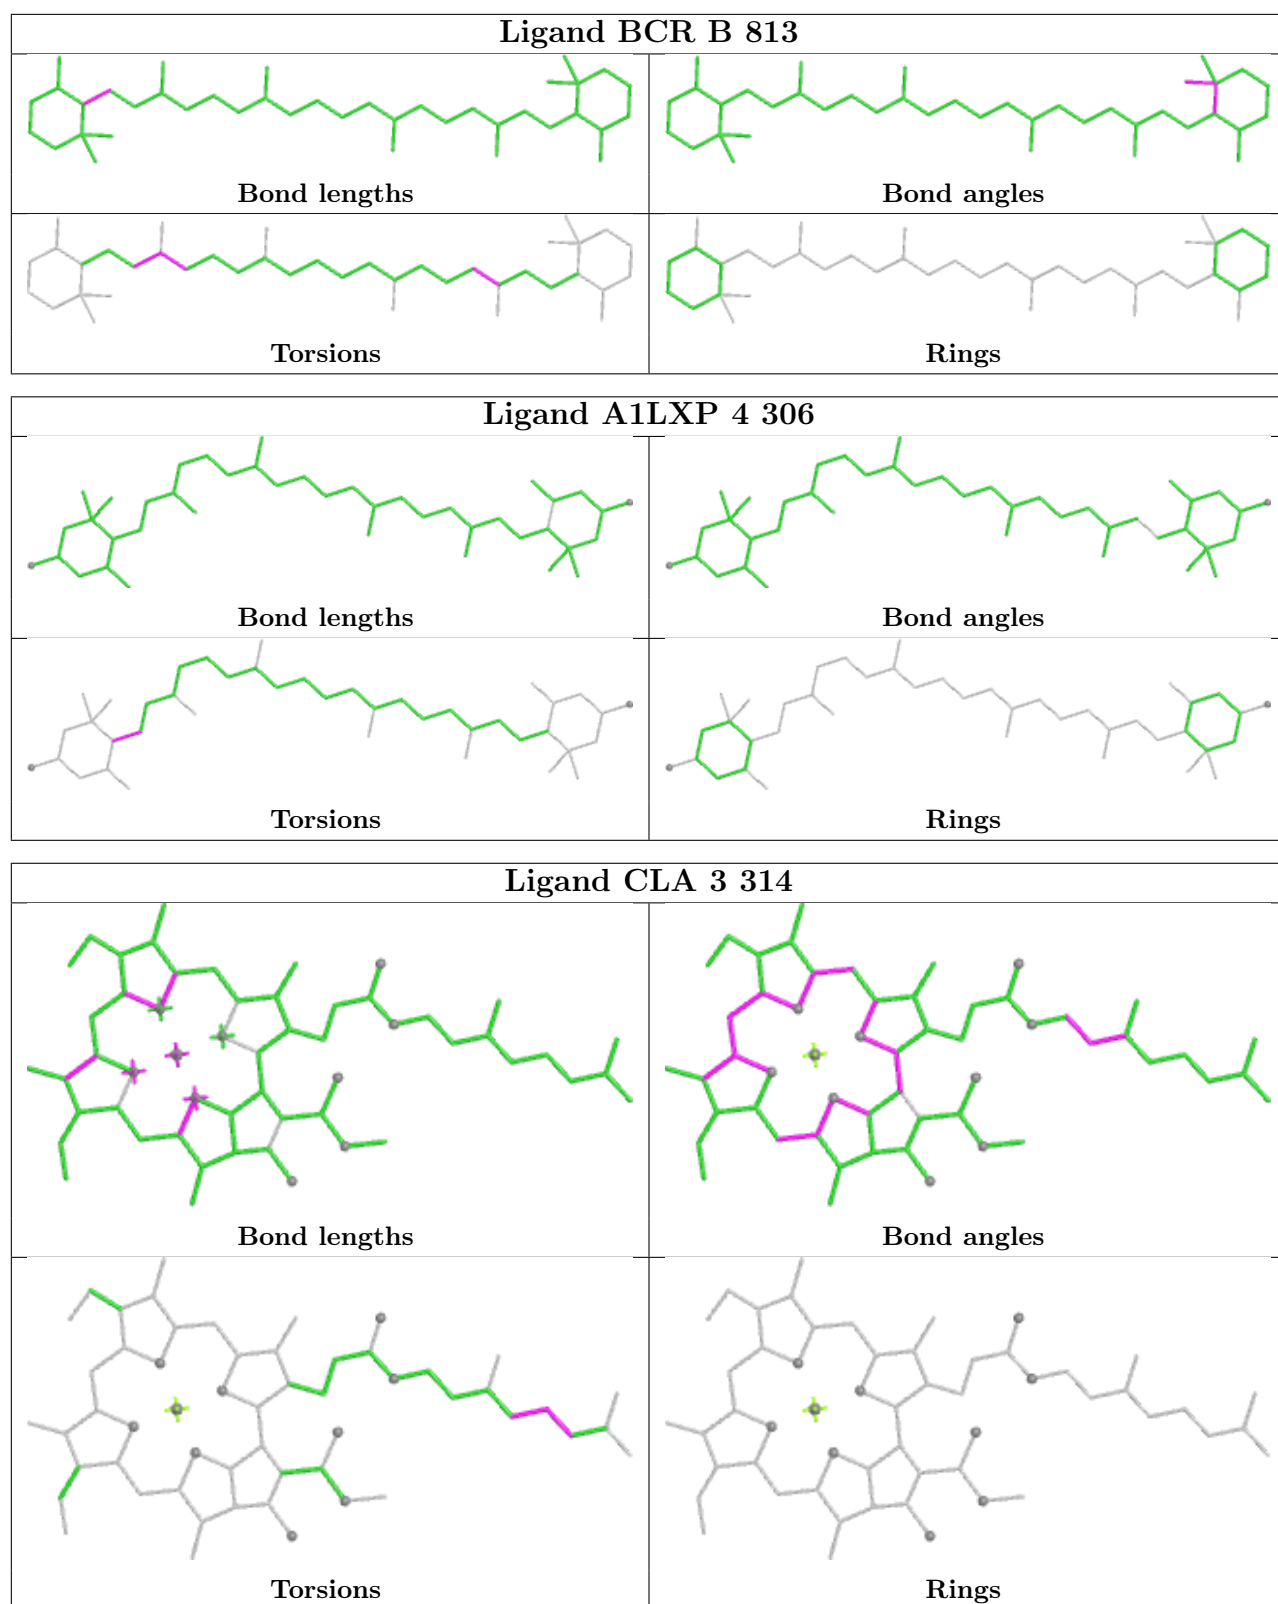 Ligand BCR B 813
Bond lengths
Bond angles
Torsions
Rings
Ligand A1LXP 4 306
Bond lengths
Bond angles
Torsions
Rings
Ligand CLA 3 314
Bond lengths
Bond angles
Torsions
Rings